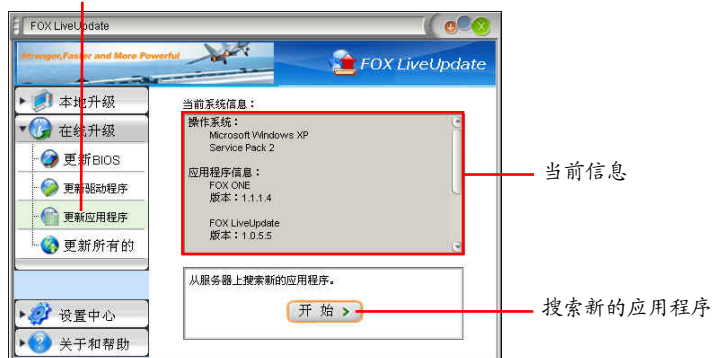 FOX LiveUpdate
Stronger,Faster and More Powerful
FOX LiveUpdate
本地升级
在线升级
更新BIOS
更新驱动程序
更新应用程序
更新所有的
设置中心
关于和帮助
当前系统信息：
操作系统：
Microsoft Windows XP
Service Pack 2
应用程序信息：
FOX ONE
版本：1.1.1.4
FOX LiveUpdate
版本：1.0.5.5
从服务器上搜索新的应用程序。
开 始
当前信息
搜索新的应用程序